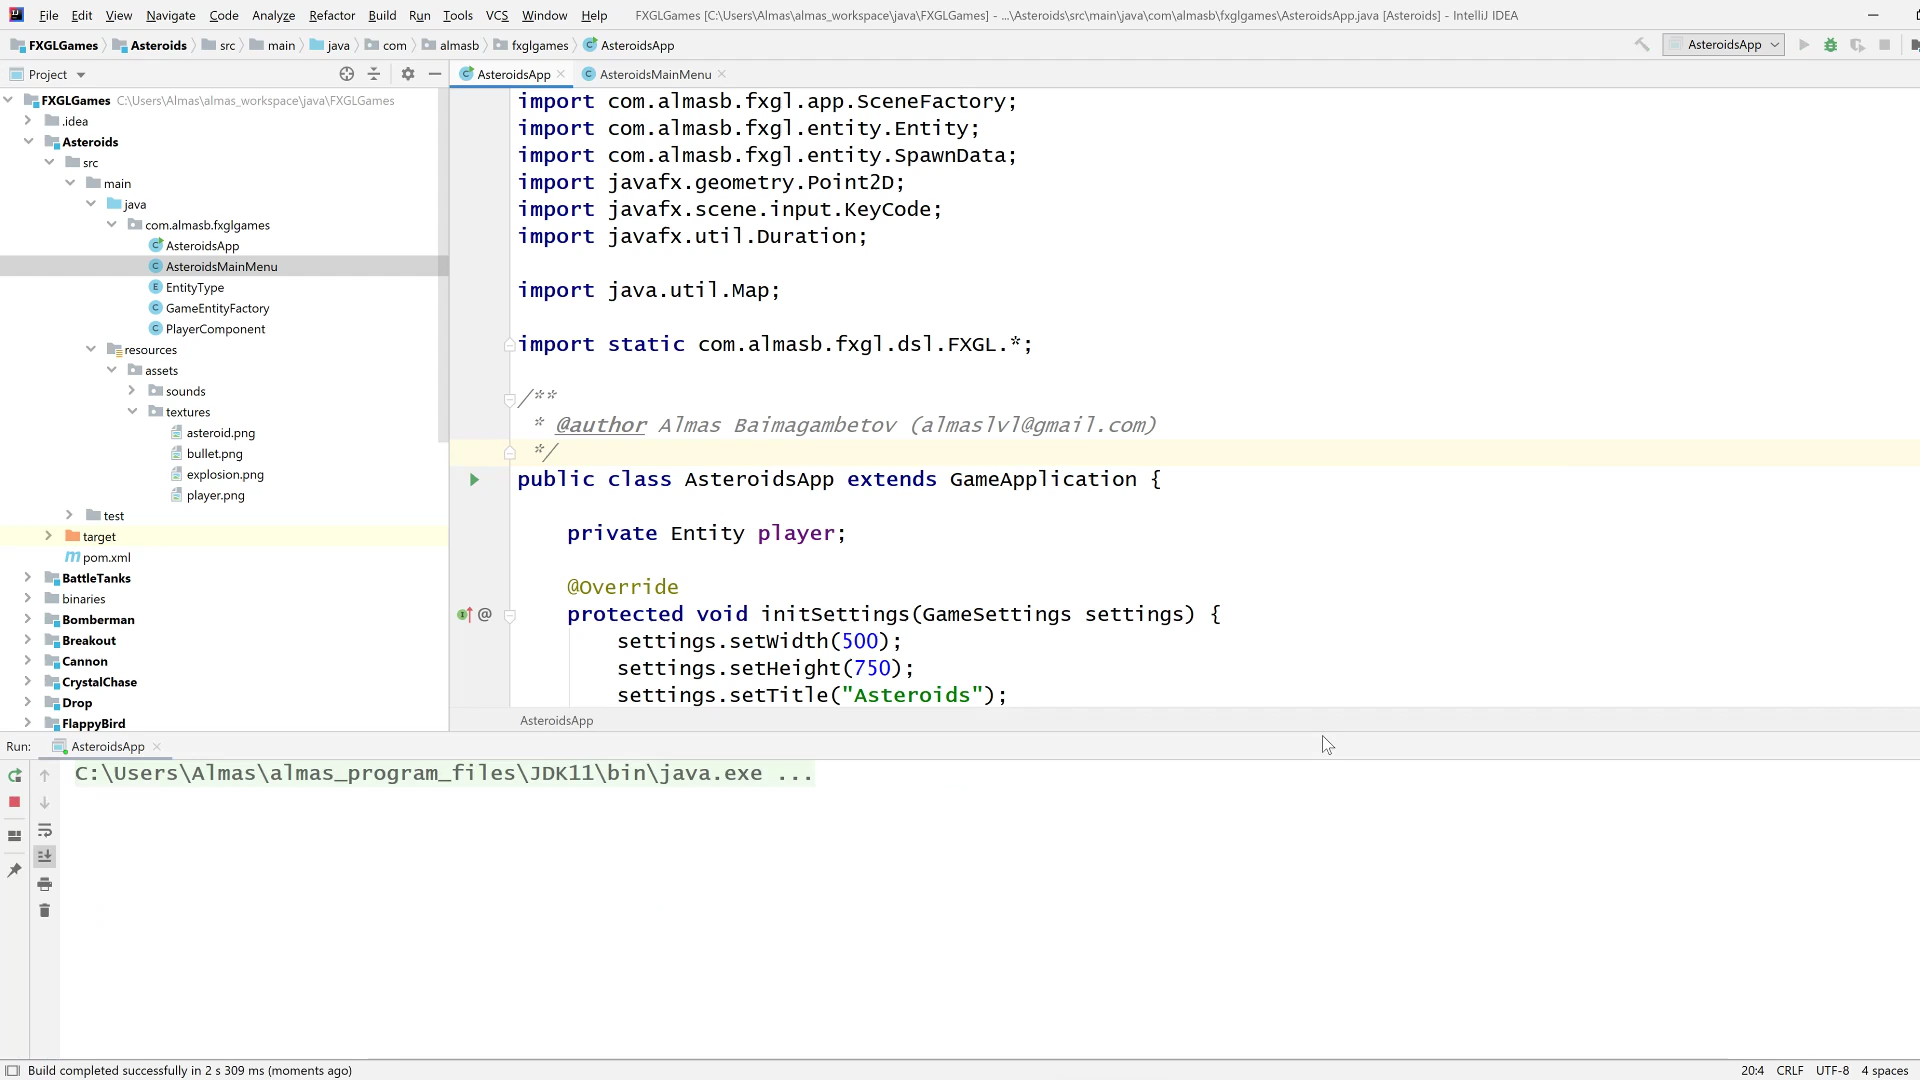 File Edit View Navigate Code Analyze Refactor Build Run Tools VCS Window Help FXGLGames [C:\Users\Almas\almas_workspace\java\FXGLGames] - ...\Asteroids\src\main\java\com\almasb\fxglgames\AsteroidsApp.java [Asteroids] - IntelliJ IDEA
FXGLGames Asteroids src main java com almasb fxglgames AsteroidsApp AsteroidsApp
Project AsteroidsApp AsteroidsMainMenu
FXGLGames C:\Users\Almas\almas_workspace\java\FXGLGames
.idea
Asteroids
src
main
java
com.almasb.fxglgames
AsteroidsApp
AsteroidsMainMenu
EntityType
GameEntityFactory
PlayerComponent
resources
assets
sounds
textures
asteroid.png
bullet.png
explosion.png
player.png
test
target
pom.xml
BattleTanks
binaries
Bomberman
Breakout
Cannon
CrystalChase
Drop
FlappyBird
import com.almasb.fxgl.app.SceneFactory;
import com.almasb.fxgl.entity.Entity;
import com.almasb.fxgl.entity.SpawnData;
import javafx.geometry.Point2D;
import javafx.scene.input.KeyCode;
import javafx.util.Duration;
import java.util.Map;
import static com.almasb.fxgl.dsl.FXGL.*;
/**
* @author Almas Baimagambetov (almaslvl@gmail.com)
*/
public class AsteroidsApp extends GameApplication {
private Entity player;
@Override
protected void initSettings(GameSettings settings) {
settings.setWidth(500);
settings.setHeight(750);
settings.setTitle("Asteroids");
AsteroidsApp
Run: AsteroidsApp
C:\Users\Almas\almas_program_files\JDK11\bin\java.exe ...
Build completed successfully in 2 s 309 ms (moments ago) 20:4 CRLF UTF-8 4 spaces